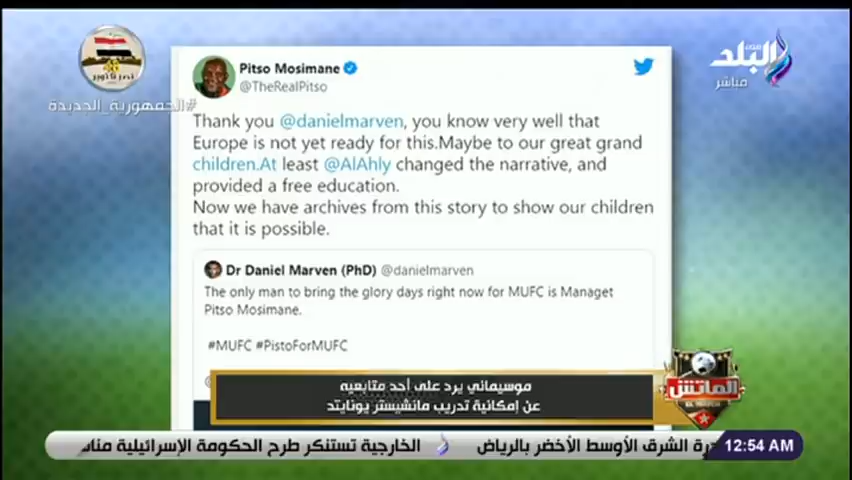 البلد
مباشر
#الجمهورية_الجديدة
Pitso Mosimane
@TheRealPitso
Thank you @danielmarven, you know very well that
Europe is not yet ready for this.Maybe to our great grand
children.At least @AlAhly changed the narrative, and
provided a free education.
Now we have archives from this story to show our children
that it is possible.
Dr Daniel Marven (PhD) @danielmarven
The only man to bring the glory days right now for MUFC is Managet
Pitso Mosimane.
#MUFC #PistoForMUFC
موسيماني يرد على أحد متابعيه
عن إمكانية تدريب مانشيستر يونايتد
الماتش
EL MATCH
درة الشرق الأوسط الأخضر بالرياض
الخارجية تستنكر طرح الحكومة الإسرائيلية
12:54 AM